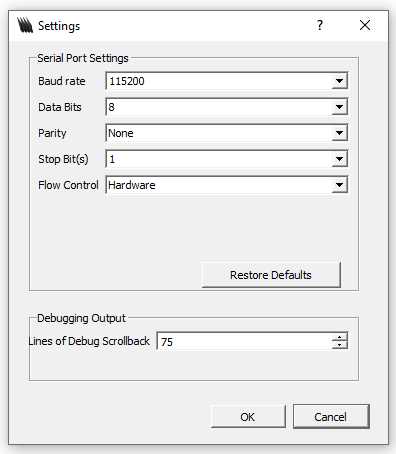 Settings
?
Serial Port Settings
Baud rate 115200
Data Bits 8
Parity None
Stop Bit(s) 1
Flow Control Hardware
Restore Defaults
Debugging Output
Lines of Debug Scrollback 75
OK Cancel